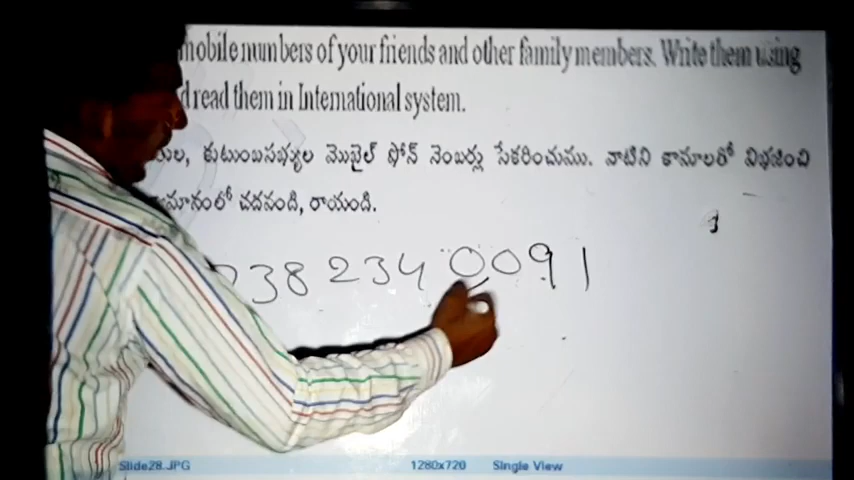 mobile numbers of your friends and other family members. Write them using
read them in International system.
కుటుంబసభ్యుల మొబైల్ ఫోన్ నెంబర్లు సేకరించుము. వాటిని కామాలతో విభజించి
చదవండి, రాయండి.
38 234 0091
Slide28.JPG 1280x720 Single View